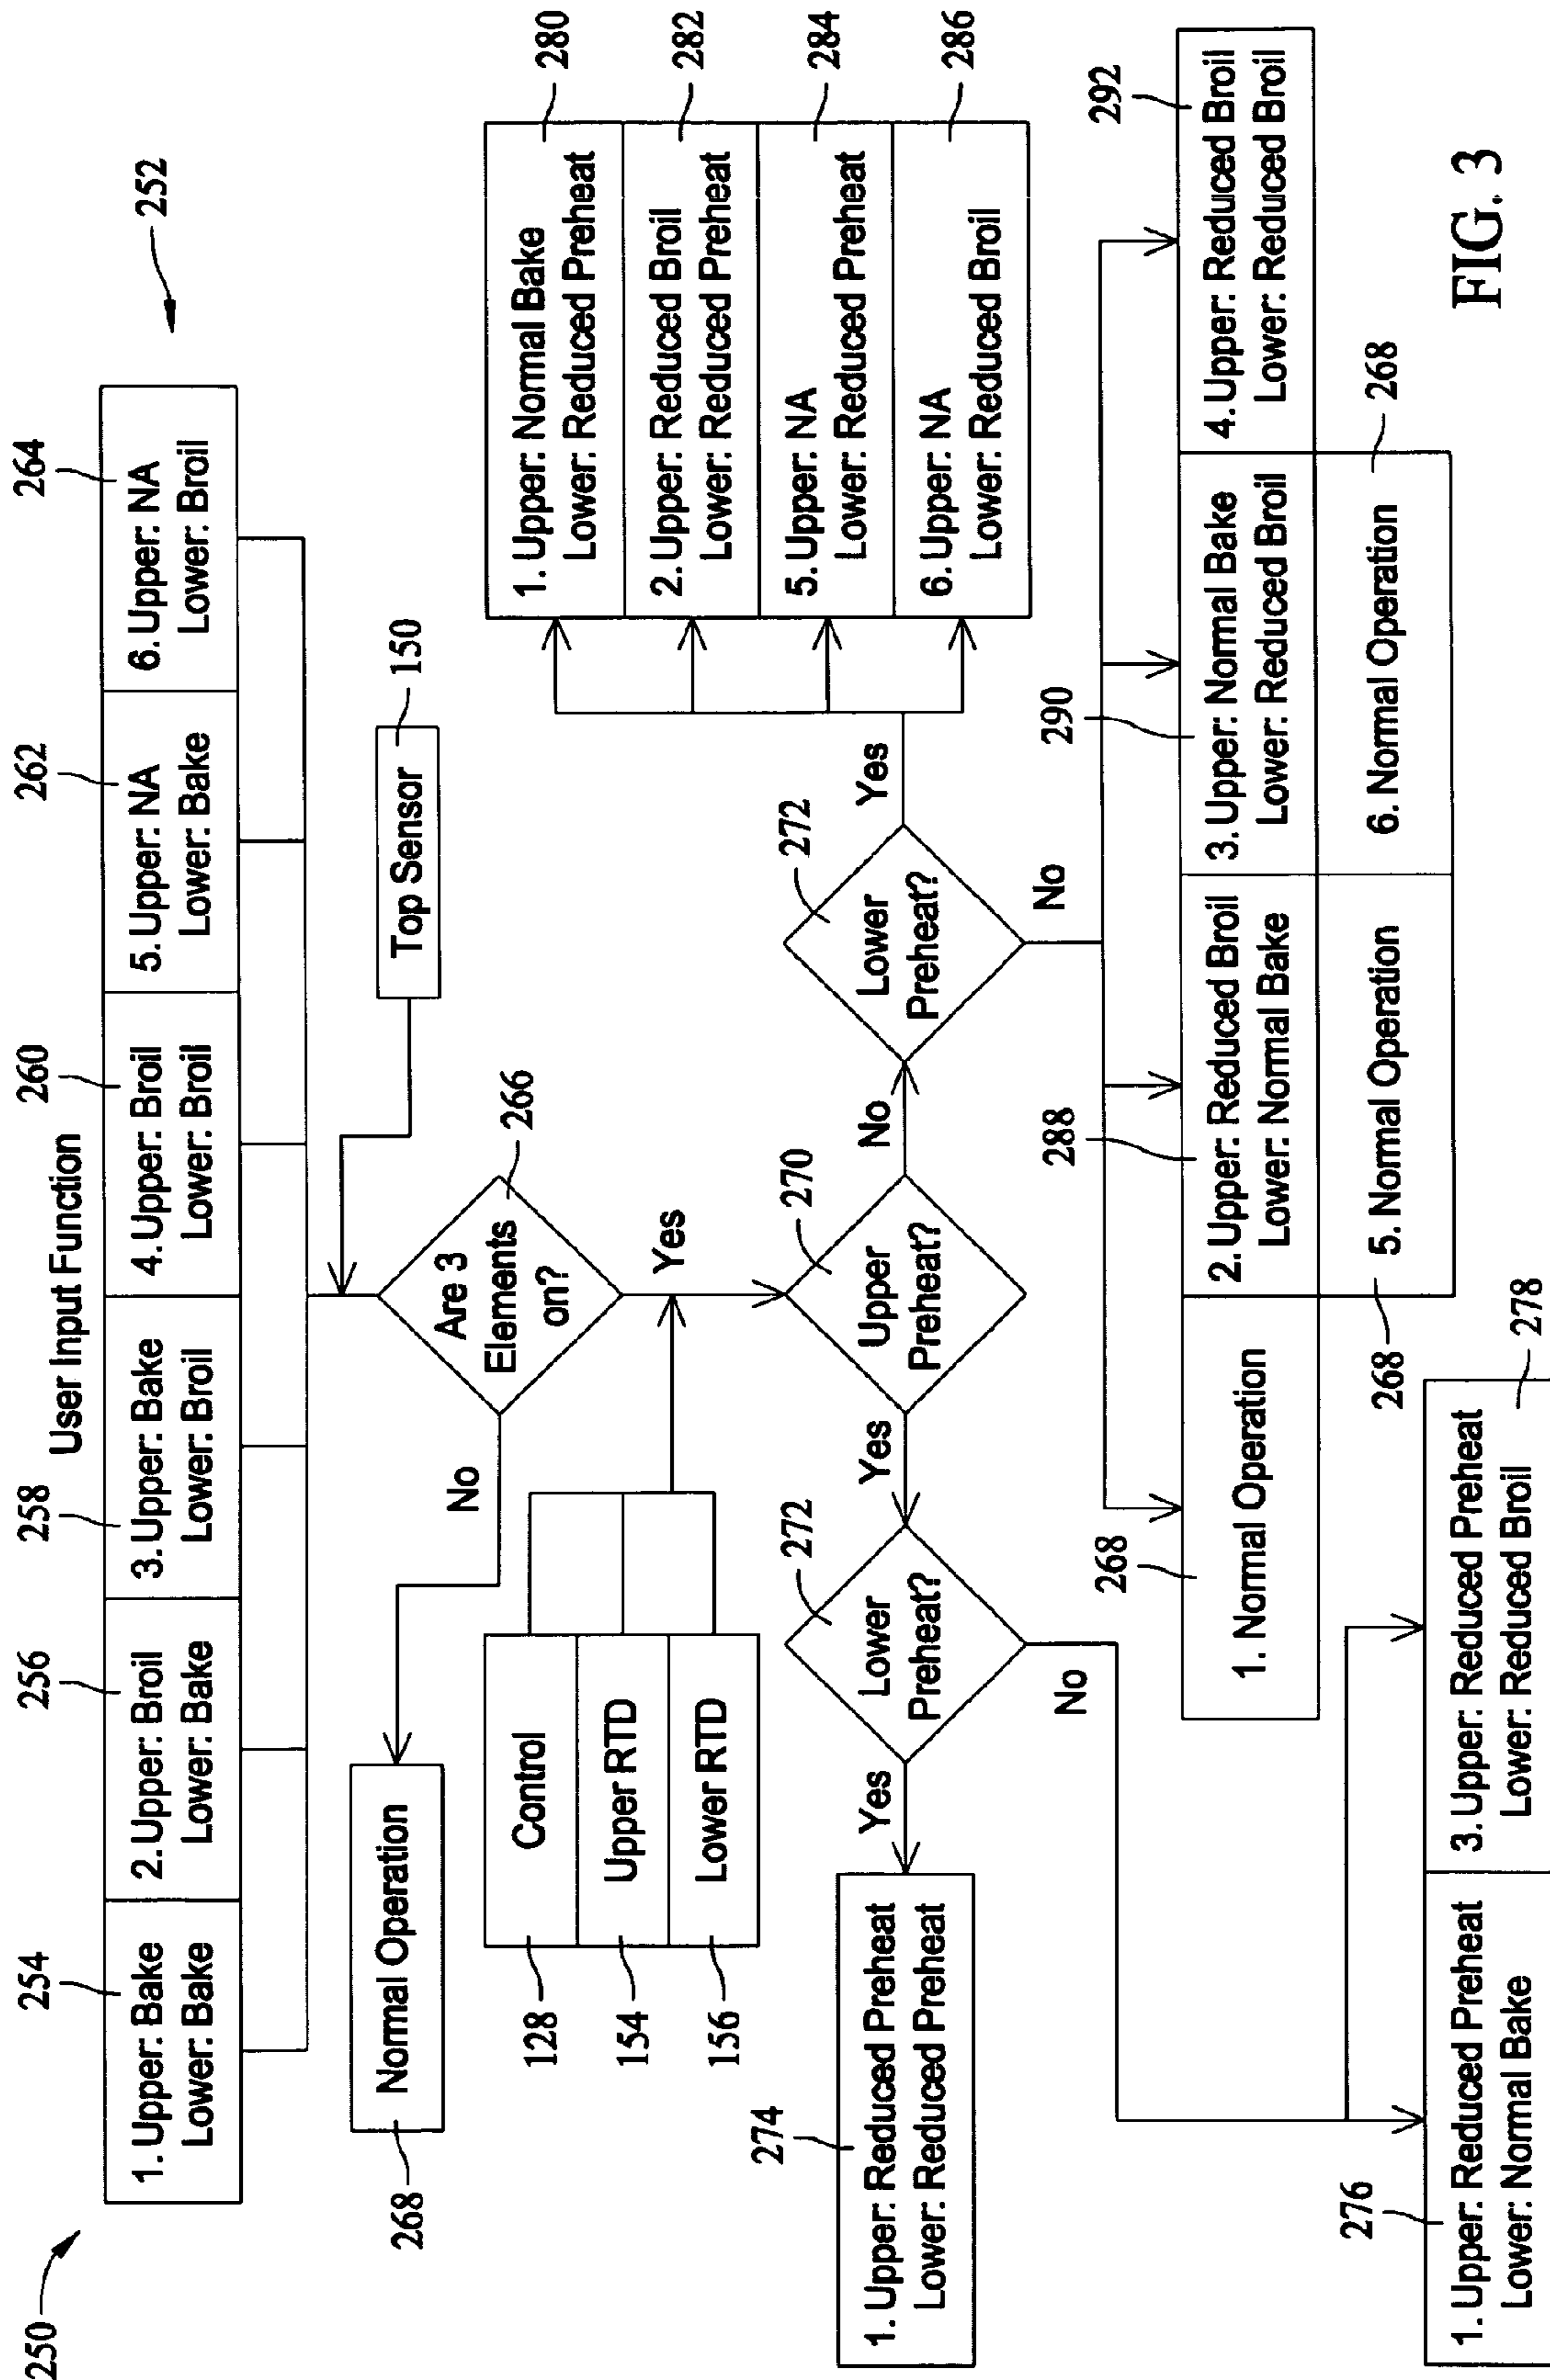 250
252
User Input Function
254
256
258
260
262
264
1. Upper: Bake
Lower: Bake
2. Upper: Broil
Lower: Bake
3. Upper: Bake
Lower: Broil
4. Upper: Broil
Lower: Broil
5. Upper: NA
Lower: Bake
6. Upper: NA
Lower: Broil
Top Sensor
150
Are 3
Elements
on?
266
No
Normal Operation
268
Yes
Control
Upper RTD
Lower RTD
128
154
156
Upper
Preheat?
270
Yes
No
Lower
Preheat?
272
Yes
No
274
1. Upper: Reduced Preheat
Lower: Reduced Preheat
276
1. Upper: Reduced Preheat
Lower: Normal Bake
3. Upper: Reduced Preheat
Lower: Reduced Broil
278
Lower
Preheat?
272
Yes
No
1. Upper: Normal Bake
Lower: Reduced Preheat
280
2. Upper: Reduced Broil
Lower: Reduced Preheat
282
5. Upper: NA
Lower: Reduced Preheat
284
6. Upper: NA
Lower: Reduced Broil
286
268
1. Normal Operation
288
2. Upper: Reduced Broil
Lower: Normal Bake
290
3. Upper: Normal Bake
Lower: Reduced Broil
292
4. Upper: Reduced Broil
Lower: Reduced Broil
268
5. Normal Operation
6. Normal Operation
268
FIG. 3